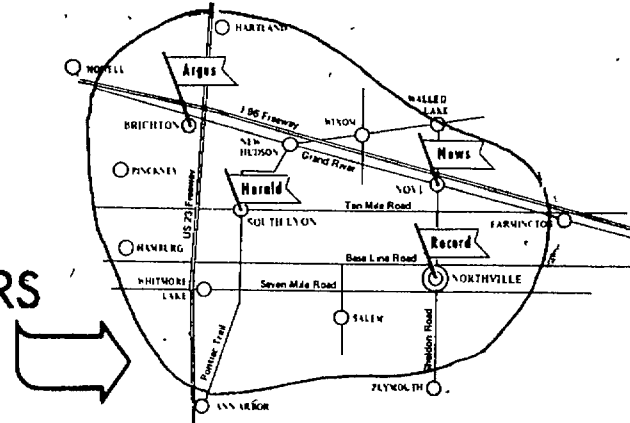 HARTLAND
HOWELL
Argus
I-96 Freeway
WALLED
LAKE
WIXOM
BRIGHTON
NEW
HUDSON
Grand River
News
PINCKNEY
Herald
NOVI
US 23 Freeway
Ten Mile Road
SOUTH LYON
FARMINGTON
Record
HAMBURG
Base Line Road
WHITMORE
LAKE
Seven Mile Road
NORTHVILLE
RS
SALEM
Pontiac Trail
Sheldon Road
PLYMOUTH
ANN ARBOR